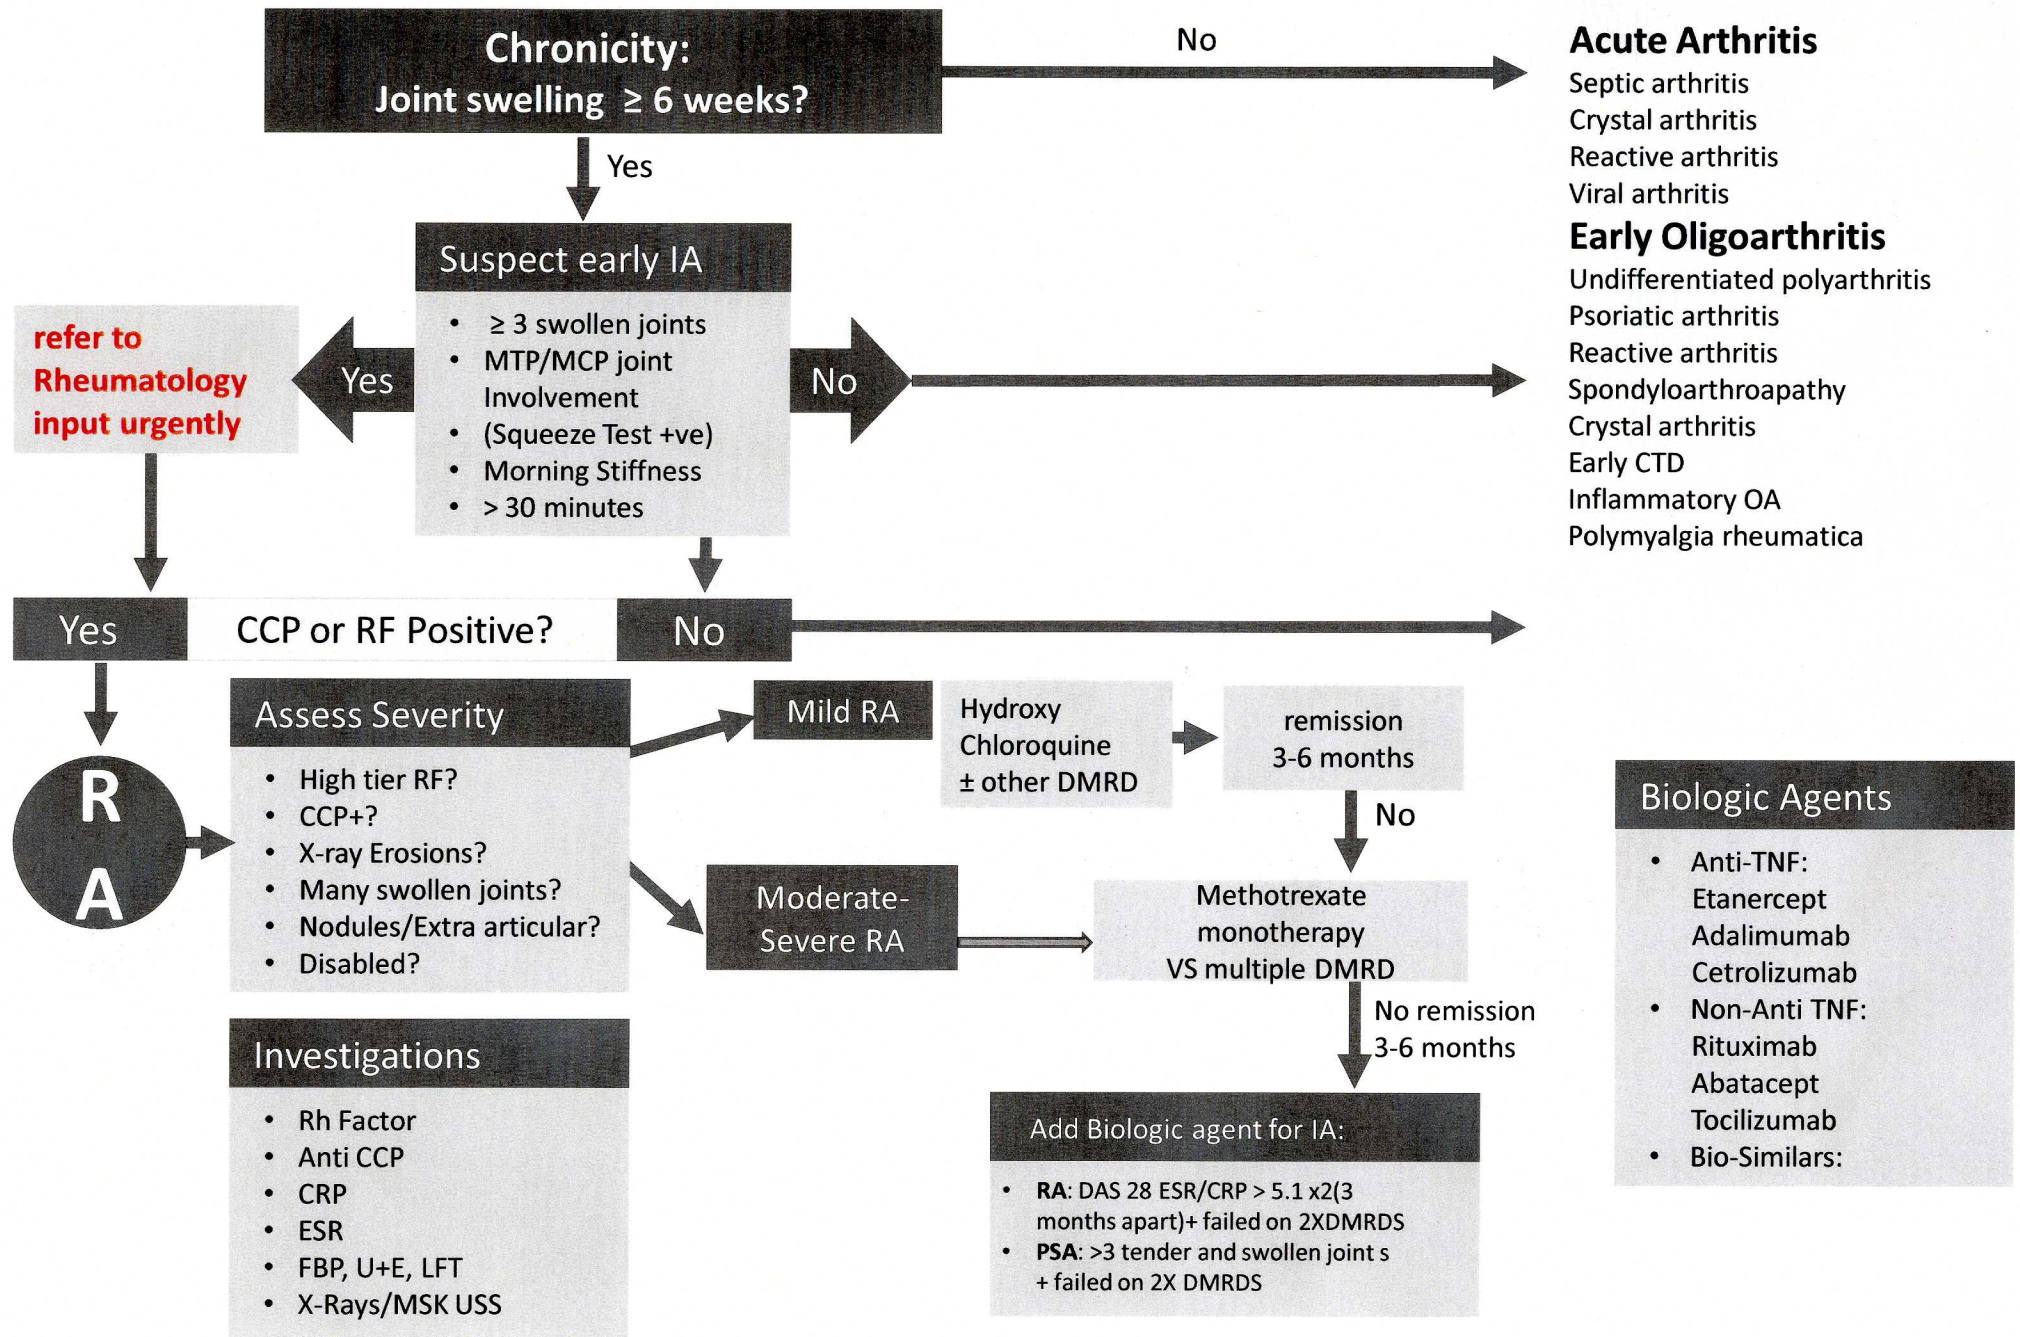 Chronicity:
Joint swelling ≥ 6 weeks?
No
Yes
Acute Arthritis
Septic arthritis
Crystal arthritis
Reactive arthritis
Viral arthritis
Early Oligoarthritis
Undifferentiated polyarthritis
Psoriatic arthritis
Reactive arthritis
Spondyloarthroapathy
Crystal arthritis
Early CTD
Inflammatory OA
Polymyalgia rheumatica
Suspect early IA
• ≥ 3 swollen joints
• MTP/MCP joint
Involvement
• (Squeeze Test +ve)
• Morning Stiffness
• > 30 minutes
Yes
No
refer to
Rheumatology
input urgently
Yes
CCP or RF Positive?
No
R
A
Assess Severity
• High tier RF?
• CCP+?
• X-ray Erosions?
• Many swollen joints?
• Nodules/Extra articular?
• Disabled?
Mild RA
Hydroxy
Chloroquine
± other DMRD
remission
3-6 months
No
Moderate-
Severe RA
Methotrexate
monotherapy
VS multiple DMRD
No remission
3-6 months
Investigations
• Rh Factor
• Anti CCP
• CRP
• ESR
• FBP, U+E, LFT
• X-Rays/MSK USS
Add Biologic agent for IA:
• RA: DAS 28 ESR/CRP > 5.1 x2(3
months apart)+ failed on 2XDMRDS
• PSA: >3 tender and swollen joint s
+ failed on 2X DMRDS
Biologic Agents
• Anti-TNF:
Etanercept
Adalimumab
Cetrolizumab
• Non-Anti TNF:
Rituximab
Abatacept
Tocilizumab
• Bio-Similars: